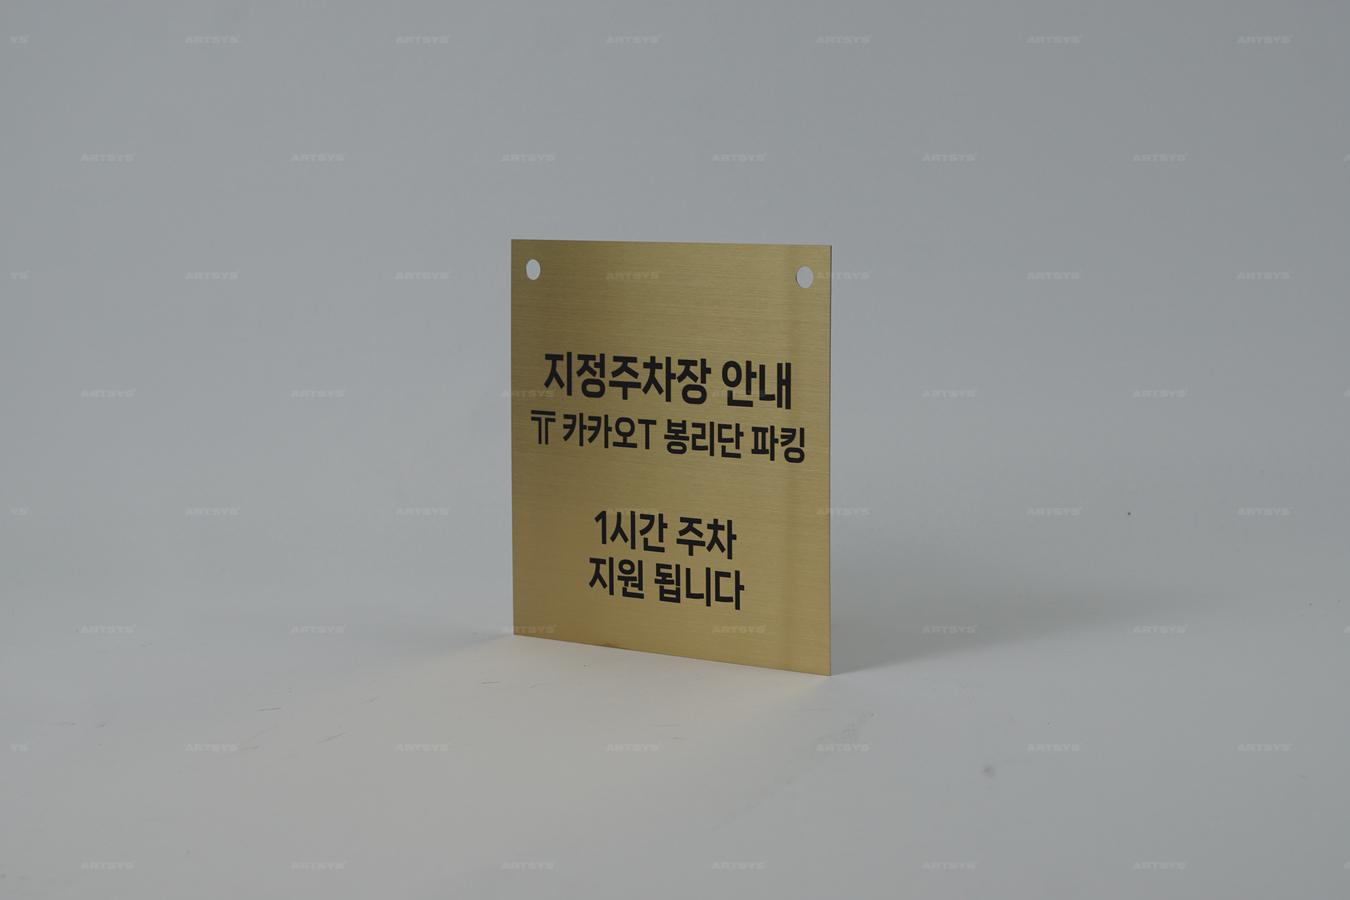 지정주차장 안내
카카오T 봉리단 파킹
1시간 주차
지원 됩니다
ARTSYS